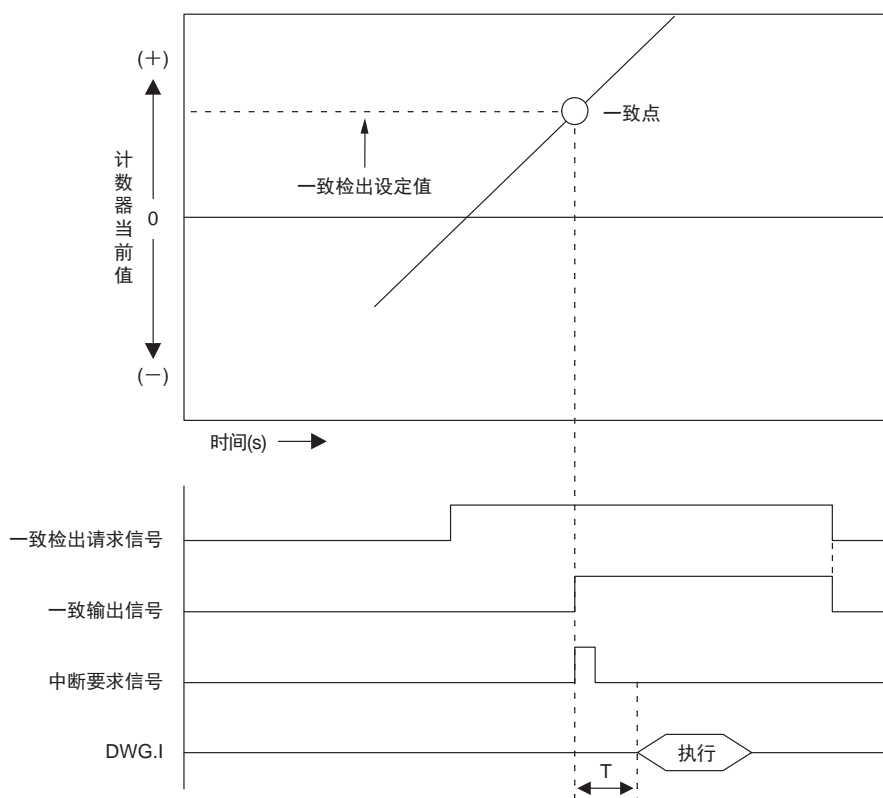 (+)
一致点
一致检出设定值
计数器当前值
0
(-)
时间(s)
一致检出请求信号
一致输出信号
中断要求信号
DWG.I
执行
T